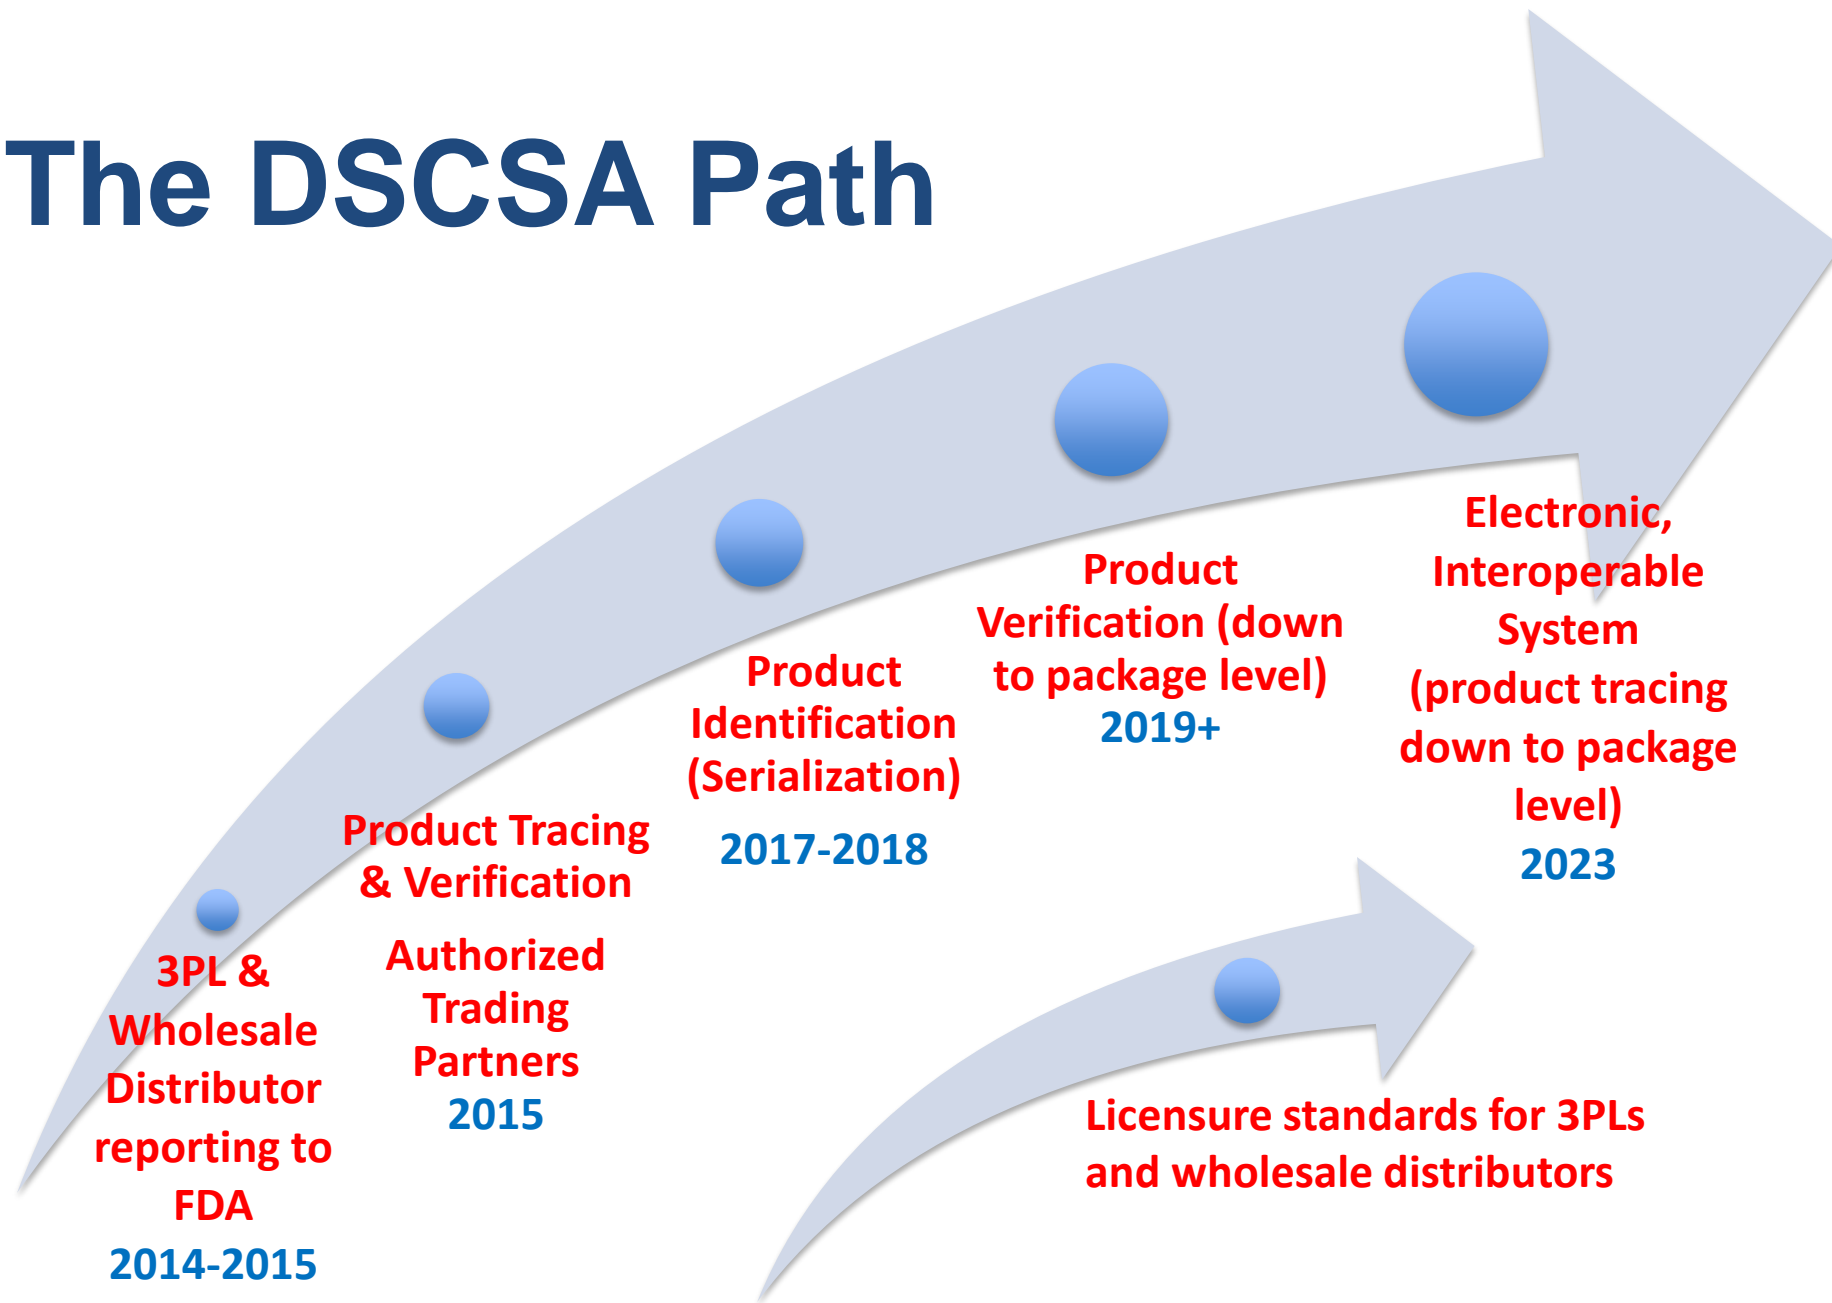 The DSCSA Path
3PL &
Wholesale
Distributor
reporting to
FDA
2014-2015
Product Tracing
& Verification
Authorized
Trading
Partners
2015
Product
Identification
(Serialization)
2017-2018
Product
Verification (down
to package level)
2019+
Electronic,
Interoperable
System
(product tracing
down to package
level)
2023
Licensure standards for 3PLs
and wholesale distributors